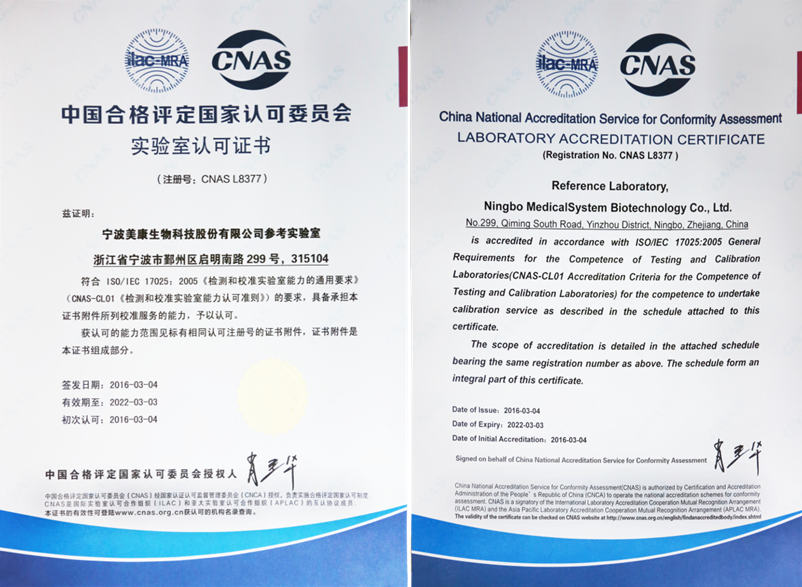 ilac-MRA
CNAS
中国合格评定国家认可委员会
实验室认可证书
（注册号：CNAS L8377）
兹证明：
宁波美康生物科技股份有限公司参考实验室
浙江省宁波市鄞州区启明南路 299 号，315104
符合 ISO/IEC 17025：2005《检测和校准实验室能力的通用要求》
（CNAS-CL01《检测和校准实验室能力认可准则》）的要求，具备承担本
证书附件所列校准服务的能力，予以认可。
获认可的能力范围见标有相同认可注册号的证书附件，证书附件是
本证书组成部分。
签发日期：2016-03-04
有效期至：2022-03-03
初次认可：2016-03-04
中国合格评定国家认可委员会授权人
中国合格评定国家认可委员会（CNAS）经国家认证认可监督管理委员会（CNCA）授权，负责实施合格评定国家认可制度
CNAS是国际实验室认可合作组织（ILAC）和亚太实验室认可合作组织（APLAC）的互认协议成员。
本证书的有效性可登陆www.cnas.org.cn获认可的机构名录查询。
ilac-MRA
CNAS
China National Accreditation Service for Conformity Assessment
LABORATORY ACCREDITATION CERTIFICATE
(Registration No. CNAS L8377 )
Reference Laboratory,
Ningbo MedicalSystem Biotechnology Co., Ltd.
No.299, Qiming South Road, Yinzhou District, Ningbo, Zhejiang, China
is accredited in accordance with ISO/IEC 17025:2005 General
Requirements for the Competence of Testing and Calibration
Laboratories(CNAS-CL01 Accreditation Criteria for the Competence of
Testing and Calibration Laboratories) for the competence to undertake
calibration service as described in the schedule attached to this
certificate.
The scope of accreditation is detailed in the attached schedule
bearing the same registration number as above. The schedule form an
integral part of this certificate.
Date of Issue: 2016-03-04
Date of Expiry: 2022-03-03
Date of Initial Accreditation: 2016-03-04
Signed on behalf of China National Accreditation Service for Conformity Assessment
China National Accreditation Service for Conformity Assessment(CNAS) is authorized by Certification and Accreditation
Administration of the People's Republic of China (CNCA) to operate the national accreditation schemes for conformity
assessment. CNAS is a signatory of the International Laboratory Accreditation Cooperation Mutual Recognition Arrangement
(ILAC MRA) and the Asia Pacific Laboratory Accreditation Cooperation Mutual Recognition Arrangement (APLAC MRA).
The validity of the certificate can be checked on CNAS website at http://www.cnas.org.cn/english/findanaccreditedbody/index.shtml